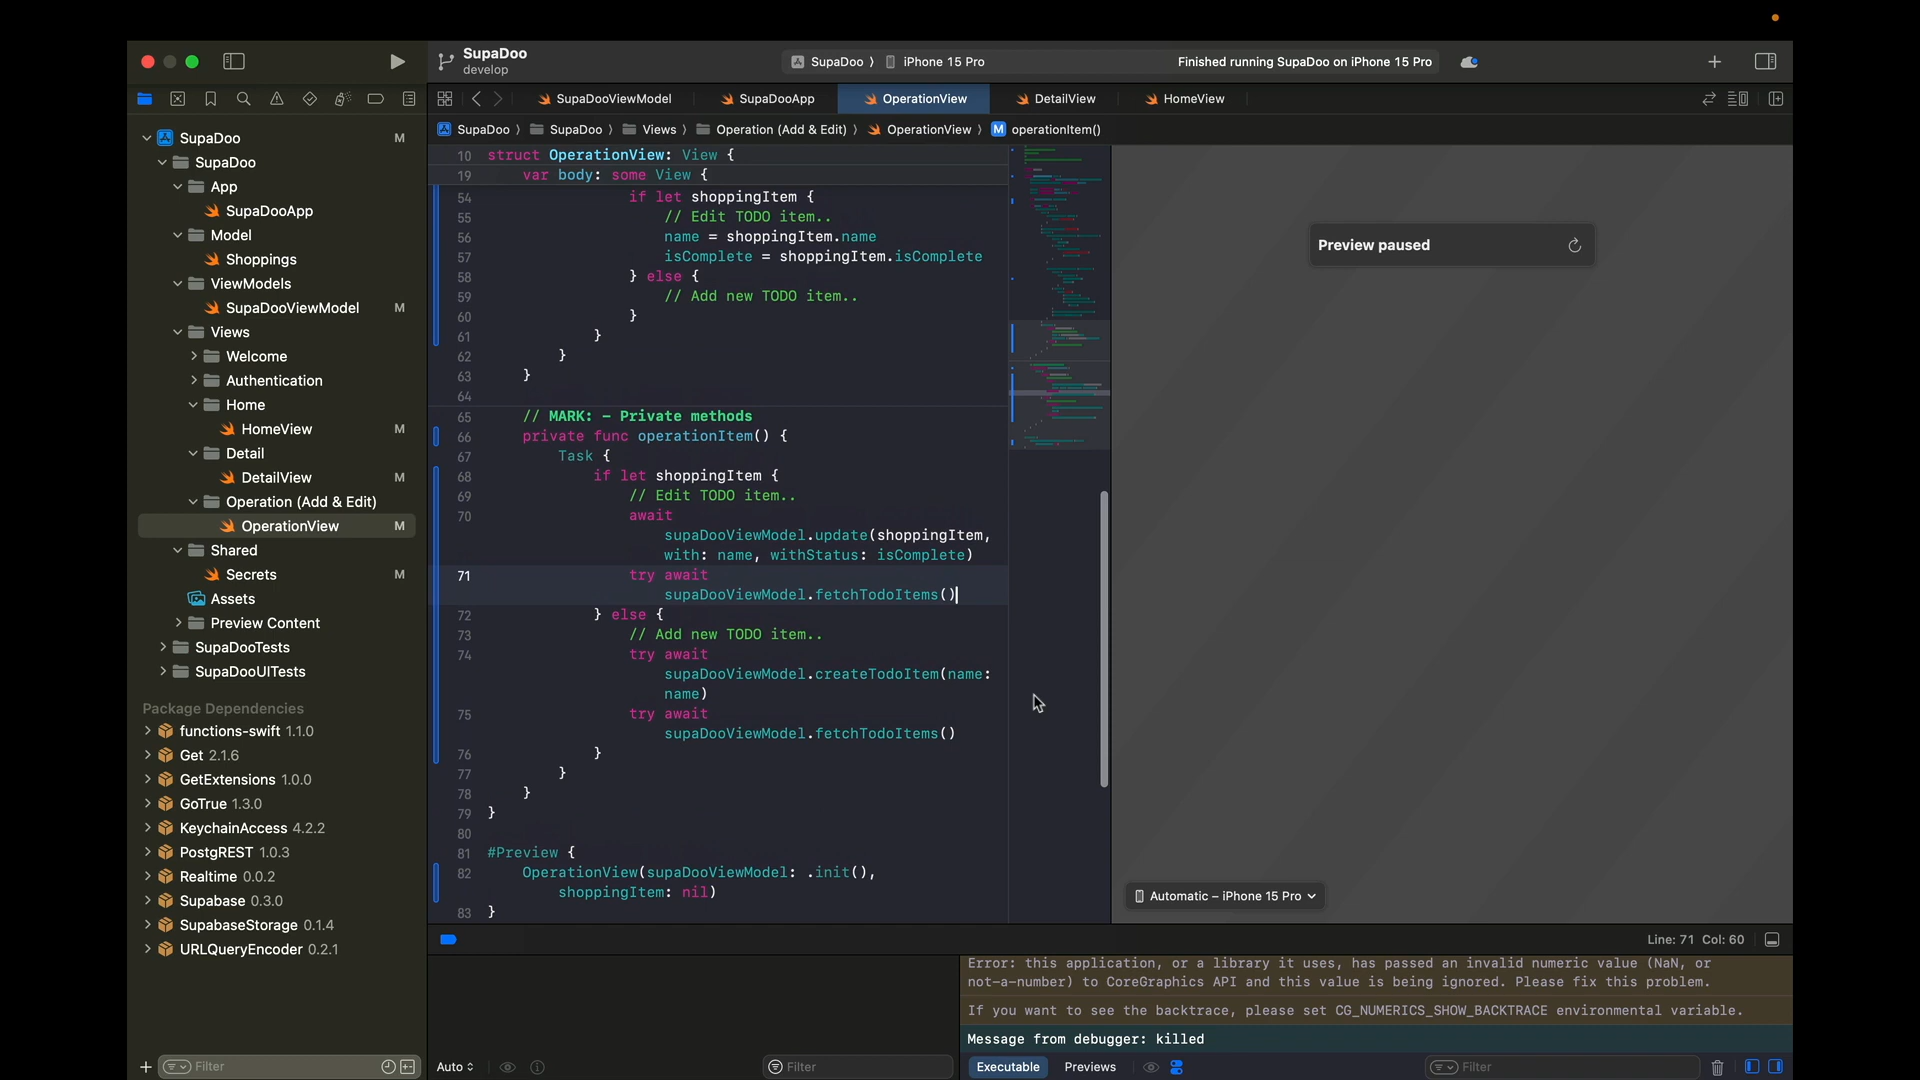 SupaDoo
develop
SupaDoo ⟩ iPhone 15 Pro
Finished running SupaDoo on iPhone 15 Pro
SupaDooViewModel
SupaDooApp
OperationView
DetailView
HomeView
SupaDoo ⟩ SupaDoo ⟩ Views ⟩ Operation (Add & Edit) ⟩ OperationView ⟩ M operationItem()
SupaDoo M
SupaDoo
App
SupaDooApp
Model
Shoppings
ViewModels
SupaDooViewModel M
Views
Welcome
Authentication
Home
HomeView M
Detail
DetailView M
Operation (Add & Edit)
OperationView M
Shared
Secrets M
Assets
Preview Content
SupaDooTests
SupaDooUITests
Package Dependencies
functions-swift 1.1.0
Get 2.1.6
GetExtensions 1.0.0
GoTrue 1.3.0
KeychainAccess 4.2.2
PostgREST 1.0.3
Realtime 0.0.2
Supabase 0.3.0
SupabaseStorage 0.1.4
URLQueryEncoder 0.2.1
Filter
10 struct OperationView: View {
19 var body: some View {
54 if let shoppingItem {
55 // Edit TODO item..
56 name = shoppingItem.name
57 isComplete = shoppingItem.isComplete
58 } else {
59 // Add new TODO item..
60 }
61 }
62 }
63 }
64
65 // MARK: - Private methods
66 private func operationItem() {
67 Task {
68 if let shoppingItem {
69 // Edit TODO item..
70 await
supaDooViewModel.update(shoppingItem,
with: name, withStatus: isComplete)
71 try await
supaDooViewModel.fetchTodoItems()
72 } else {
73 // Add new TODO item..
74 try await
supaDooViewModel.createTodoItem(name:
name)
75 try await
supaDooViewModel.fetchTodoItems()
76 }
77 }
78 }
79 }
80
81 #Preview {
82 OperationView(supaDooViewModel: .init(),
shoppingItem: nil)
83 }
Preview paused
Automatic – iPhone 15 Pro
Line: 71 Col: 60
Error: this application, or a library it uses, has passed an invalid numeric value (NaN, or
not-a-number) to CoreGraphics API and this value is being ignored. Please fix this problem.
If you want to see the backtrace, please set CG_NUMERICS_SHOW_BACKTRACE environmental variable.
Message from debugger: killed
Auto
Filter
Executable
Previews
Filter